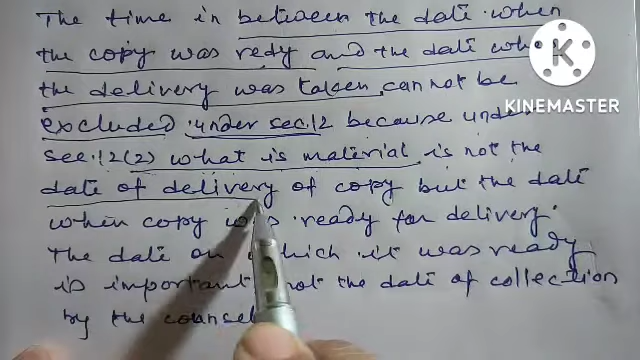 The time in between the date when
the copy was redy and the date when
the delivery was taken can not be
excluded under sec.12 because under
sec.12(2) what is material is not the
date of delivery of copy but the date
when copy was ready for delivery.
The date on which it was ready
is important not the date of collection
by the counsel
K
KINEMASTER